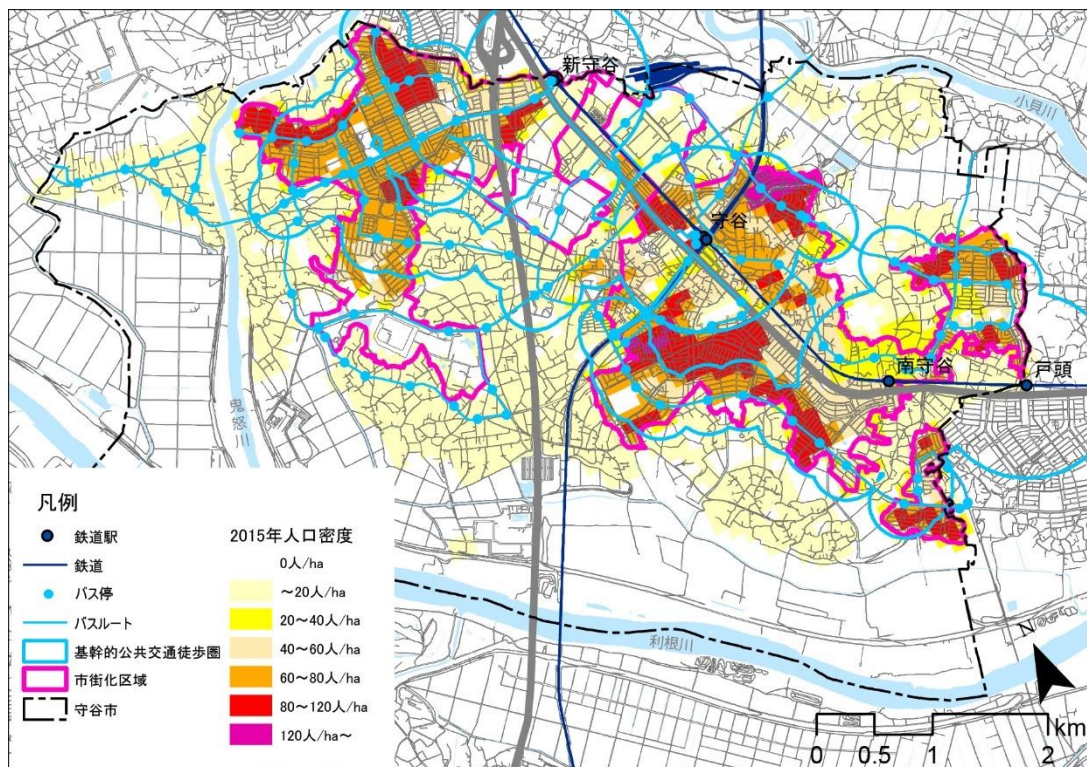 新守谷
小貝川
守谷
南守谷
戸頭
鬼怒川
利根川
N
凡例
鉄道駅
鉄道
バス停
バスルート
基幹的公共交通徒歩圏
市街化区域
守谷市
2015年人口密度
0人/ha
～20人/ha
20～40人/ha
40～60人/ha
60～80人/ha
80～120人/ha
120人/ha～
km
0 0.5 1 2